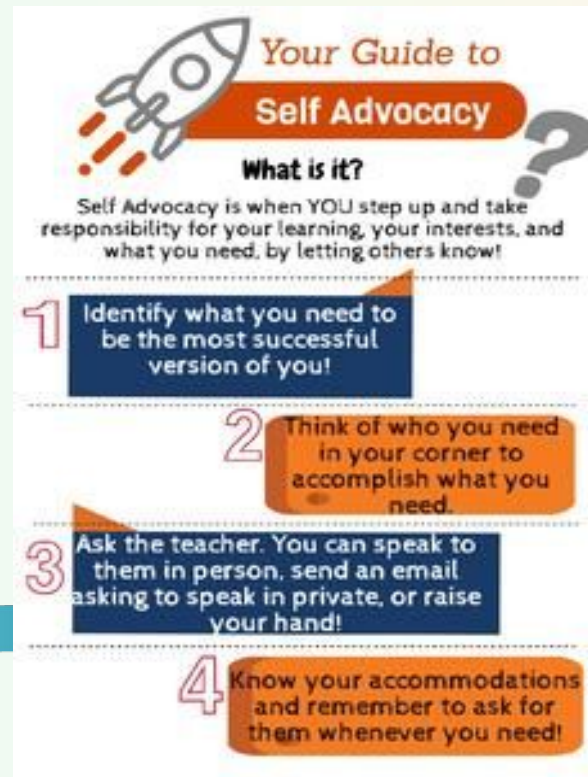 Your Guide to
Self Advocacy
?
What is it?
Self Advocacy is when YOU step up and take
responsibility for your learning, your interests, and
what you need, by letting others know!
1
Identify what you need to
be the most successful
version of you!
2
Think of who you need
in your corner to
accomplish what you
need.
3
Ask the teacher. You can speak to
them in person, send an email
asking to speak in private, or raise
your hand!
4
Know your accommodations
and remember to ask for
them whenever you need!